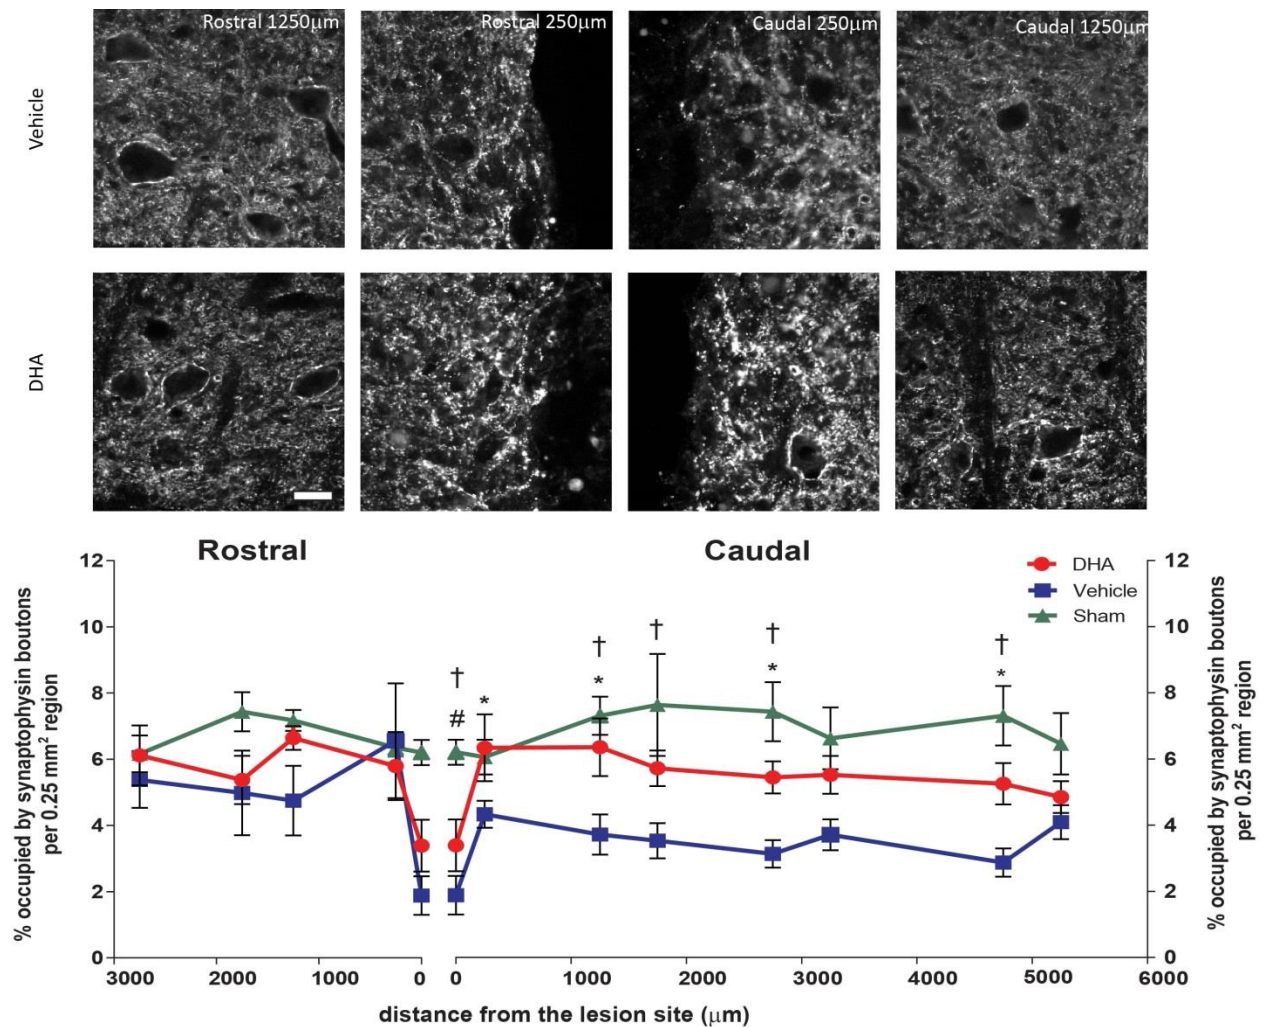 Rostral 1250µm
Rostral 250µm
Caudal 250µm
Caudal 1250µm
Vehicle
DHA
Rostral
Caudal
DHA
Vehicle
Sham
% occupied by synaptophysin boutons
per 0.25 mm² region
12
10
8
6
4
2
0
† 
#
*
†
*
†
†
*
†
*
12
10
8
6
4
2
0
% occupied by synaptophysin boutons
per 0.25 mm² region
3000 2000 1000 0 0 1000 2000 3000 4000 5000 6000
distance from the lesion site (µm)